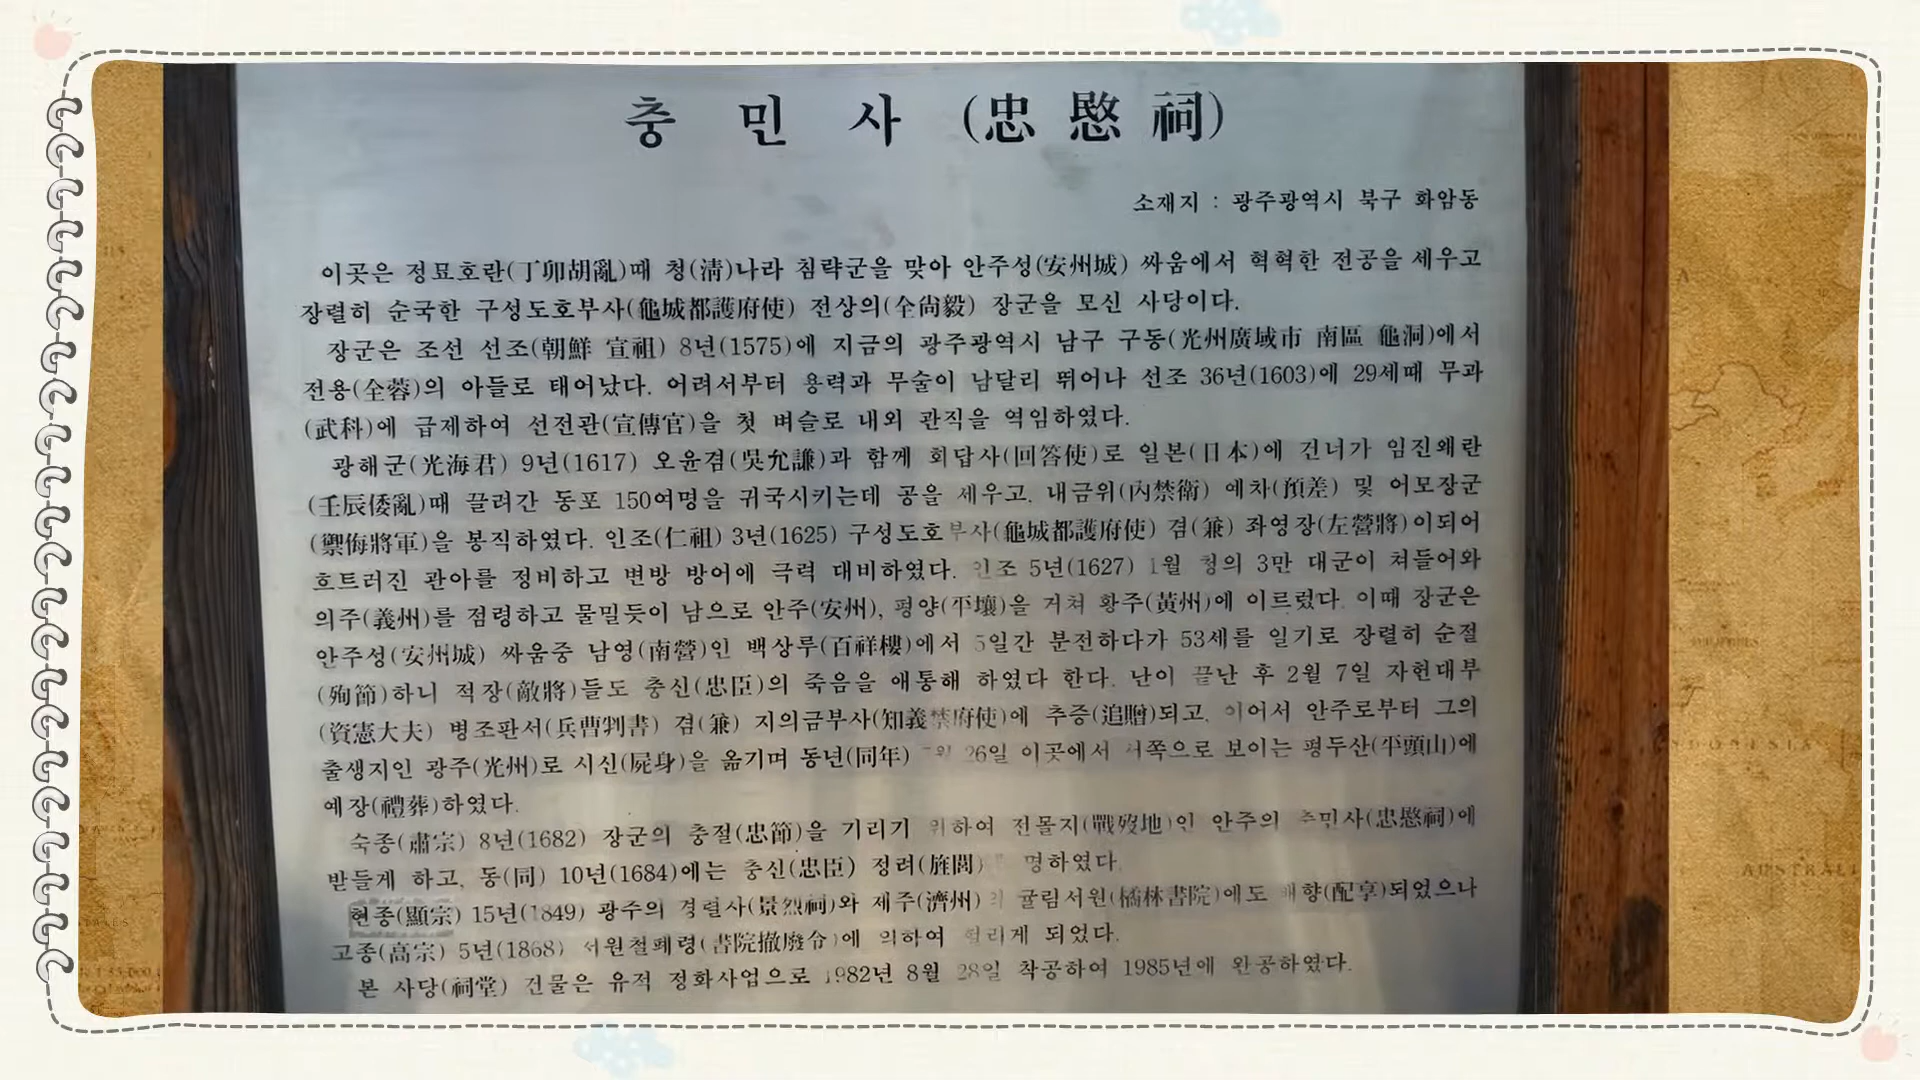 충 민 사 (忠愍祠)
소재지 : 광주광역시 북구 화암동
이곳은 정묘호란(丁卯胡亂)때 청(淸)나라 침략군을 맞아 안주성(安州城) 싸움에서 혁혁한 전공을 세우고
장렬히 순국한 구성도호부사(龜城都護府使) 전상의(全尙毅) 장군을 모신 사당이다.
장군은 조선 선조(朝鮮 宣祖) 8년(1575)에 지금의 광주광역시 남구 구동(光州廣域市 南區 龜洞)에서
전용(全蓉)의 아들로 태어났다. 어려서부터 용력과 무술이 남달리 뛰어나 선조 36년(1603)에 29세때 무과
(武科)에 급제하여 선전관(宣傳官)을 첫 벼슬로 내외 관직을 역임하였다.
광해군(光海君) 9년(1617) 오윤겸(吳允謙)과 함께 회답사(回答使)로 일본(日本)에 건너가 임진왜란
(壬辰倭亂)때 끌려간 동포 150여명을 귀국시키는데 공을 세우고, 내금위(內禁衛) 예차(預差) 및 어모장군
(禦侮將軍)을 봉직하였다. 인조(仁祖) 3년(1625) 구성도호부사(龜城都護府使) 겸(兼) 좌영장(左營將)이되어
흐트러진 관아를 정비하고 변방 방어에 극력 대비하였다. 인조 5년(1627) 1월 청의 3만 대군이 쳐들어와
의주(義州)를 점령하고 물밀듯이 남으로 안주(安州), 평양(平壤)을 거쳐 황주(黃州)에 이르렀다. 이때 장군은
안주성(安州城) 싸움중 남영(南營)인 백상루(百祥樓)에서 5일간 분전하다가 53세를 일기로 장렬히 순절
(殉節)하니 적장(敵將)들도 충신(忠臣)의 죽음을 애통해 하였다 한다. 난이 끝난 후 2월 7일 자헌대부
(資憲大夫) 병조판서(兵曹判書) 겸(兼) 지의금부사(知義禁府使)에 추증(追贈)되고, 이어서 안주로부터 그의
출생지인 광주(光州)로 시신(屍身)을 옮기며 동년(同年) 26일 이곳에서 서쪽으로 보이는 평두산(平頭山)에
예장(禮葬)하였다.
숙종(肅宗) 8년(1682) 장군의 충절(忠節)을 기리기 위하여 전몰지(戰歿地)인 안주의 충민사(忠愍祠)에
받들게 하고, 동(同) 10년(1684)에는 충신(忠臣) 정려(旌閭) 명하였다.
현종(顯宗) 15년(1849) 광주의 경렬사(景烈祠)와 제주(濟州)의 귤림서원(橘林書院)에도 배향(配享)되었으나
고종(高宗) 5년(1868) 서원철폐령(書院撤廢令)에 의하여 헐리게 되었다.
본 사당(祠堂) 건물은 유적 정화사업으로 1982년 8월 28일 착공하여 1985년에 완공하였다.